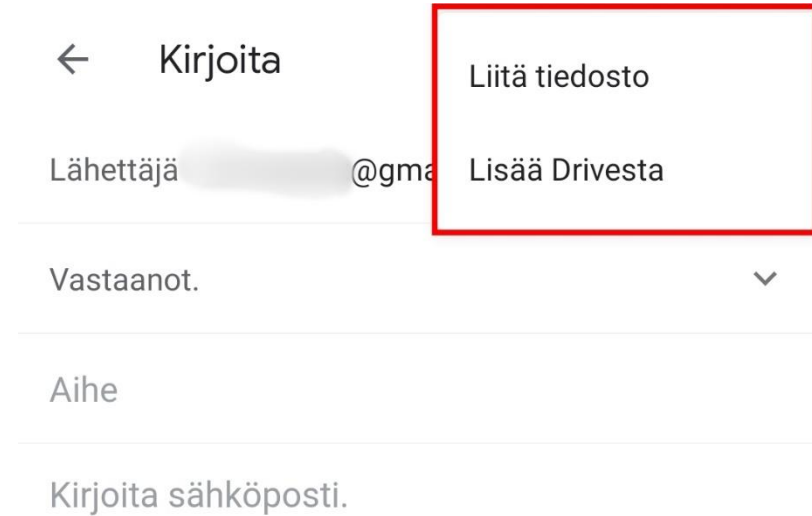 Kirjoita
Liitä tiedosto
Lähettäjä @gma
Lisää Drivesta
Vastaanot.
Aihe
Kirjoita sähköposti.